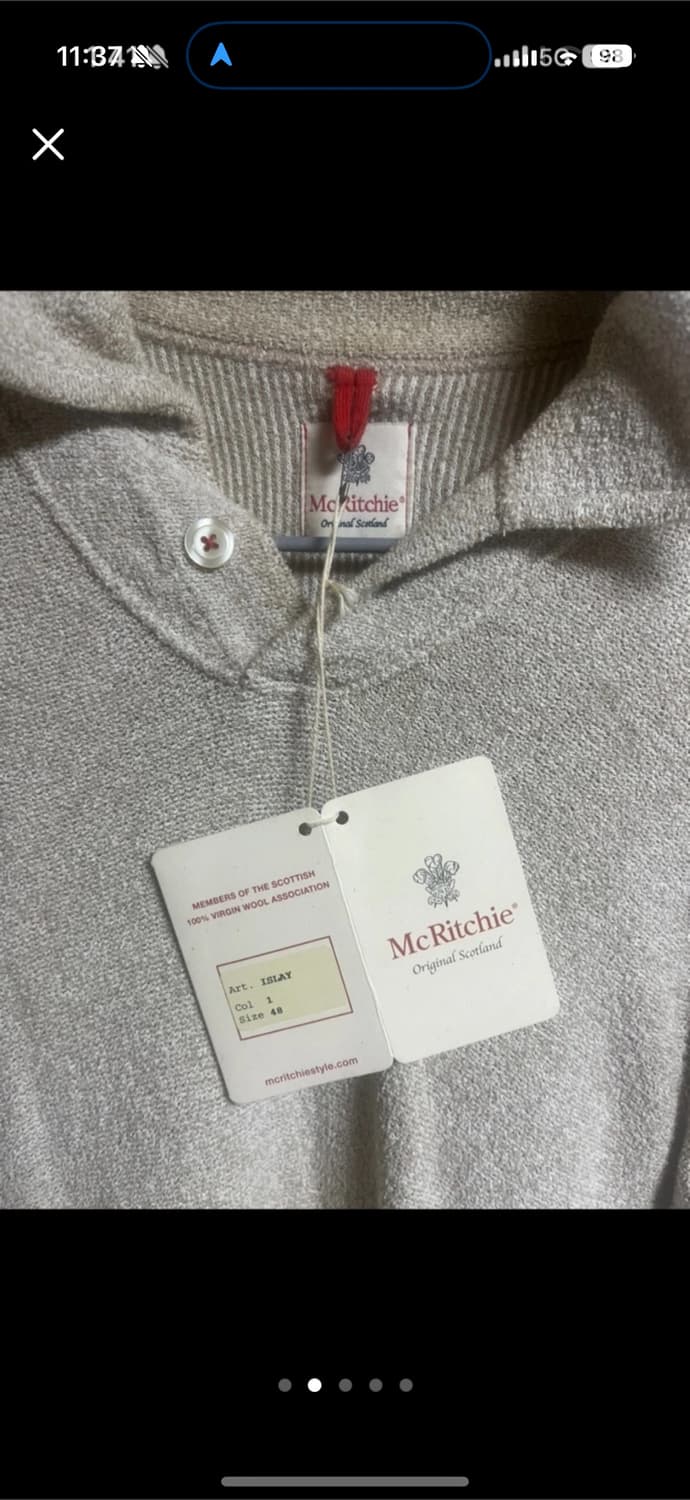 McRitchie®
Original Scotland
MEMBERS OF THE SCOTTISH
100% VIRGIN WOOL ASSOCIATION
Art. ISLAY
Col 1
Size 48
mcritchiestyle.com
McRitchie®
Original Scotland